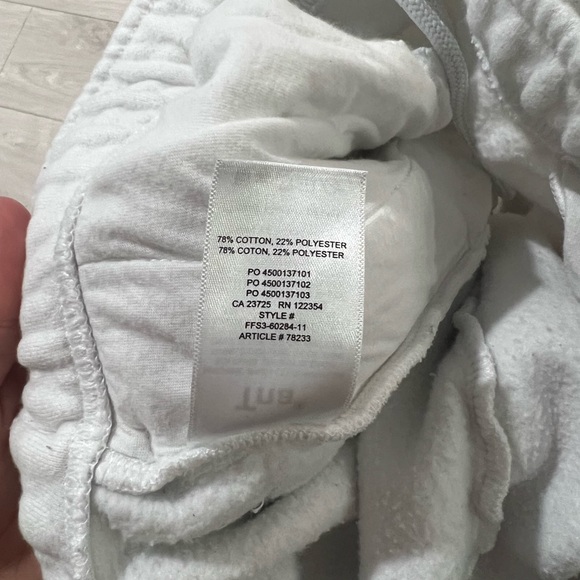 78% COTTON, 22% POLYESTER
78% COTON, 22% POLYESTER
PO 4500137101
PO 4500137102
PO 4500137103
CA 23725 RN 122354
STYLE #
FFS3-60284-11
ARTICLE # 78233
Tna